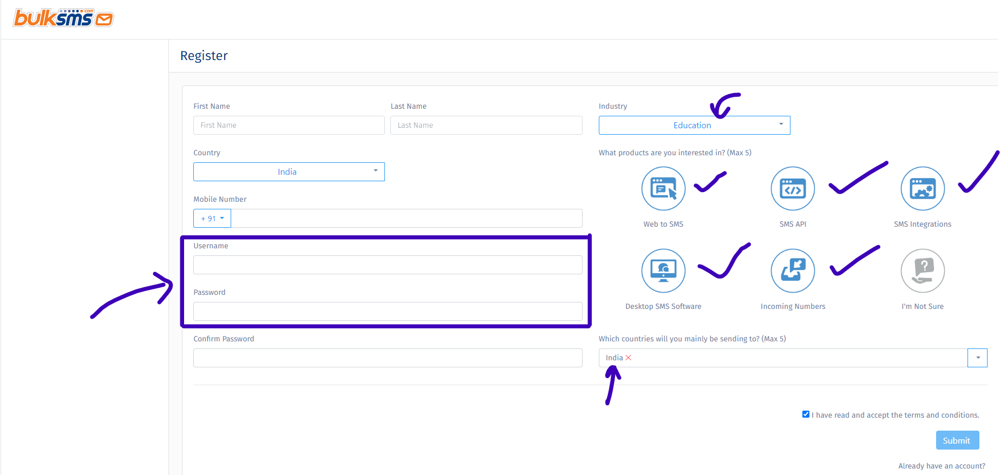 bulksms.com
Register
First Name
Last Name
Industry
First Name
Last Name
Education
Country
What products are you interested in? (Max 5)
India
Mobile Number
+ 91
Web to SMS
SMS API
SMS Integrations
Username
Password
Desktop SMS Software
Incoming Numbers
I'm Not Sure
Confirm Password
Which countries will you mainly be sending to? (Max 5)
India
I have read and accept the terms and conditions.
Submit
Already have an account?